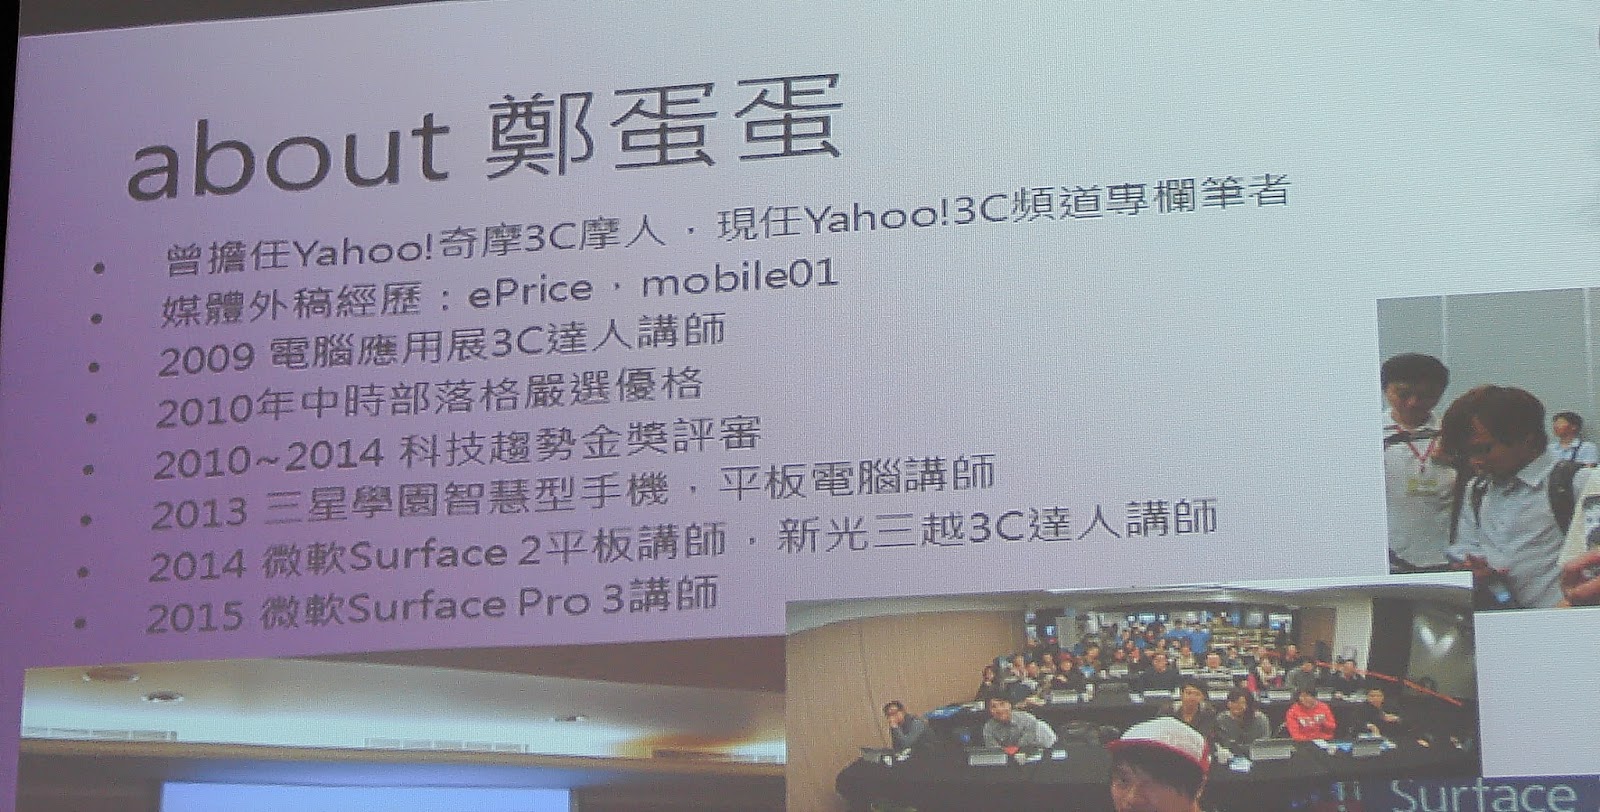 about 鄭蛋蛋
• 曾擔任Yahoo!奇摩3C摩人，現任Yahoo!3C頻道專欄筆者
• 媒體外稿經歷：ePrice、mobile01
• 2009 電腦應用展3C達人講師
• 2010年中時部落格嚴選優格
• 2010~2014 科技趨勢金獎評審
• 2013 三星學園智慧型手機，平板電腦講師
• 2014 微軟Surface 2平板講師，新光三越3C達人講師
• 2015 微軟Surface Pro 3講師
Surface